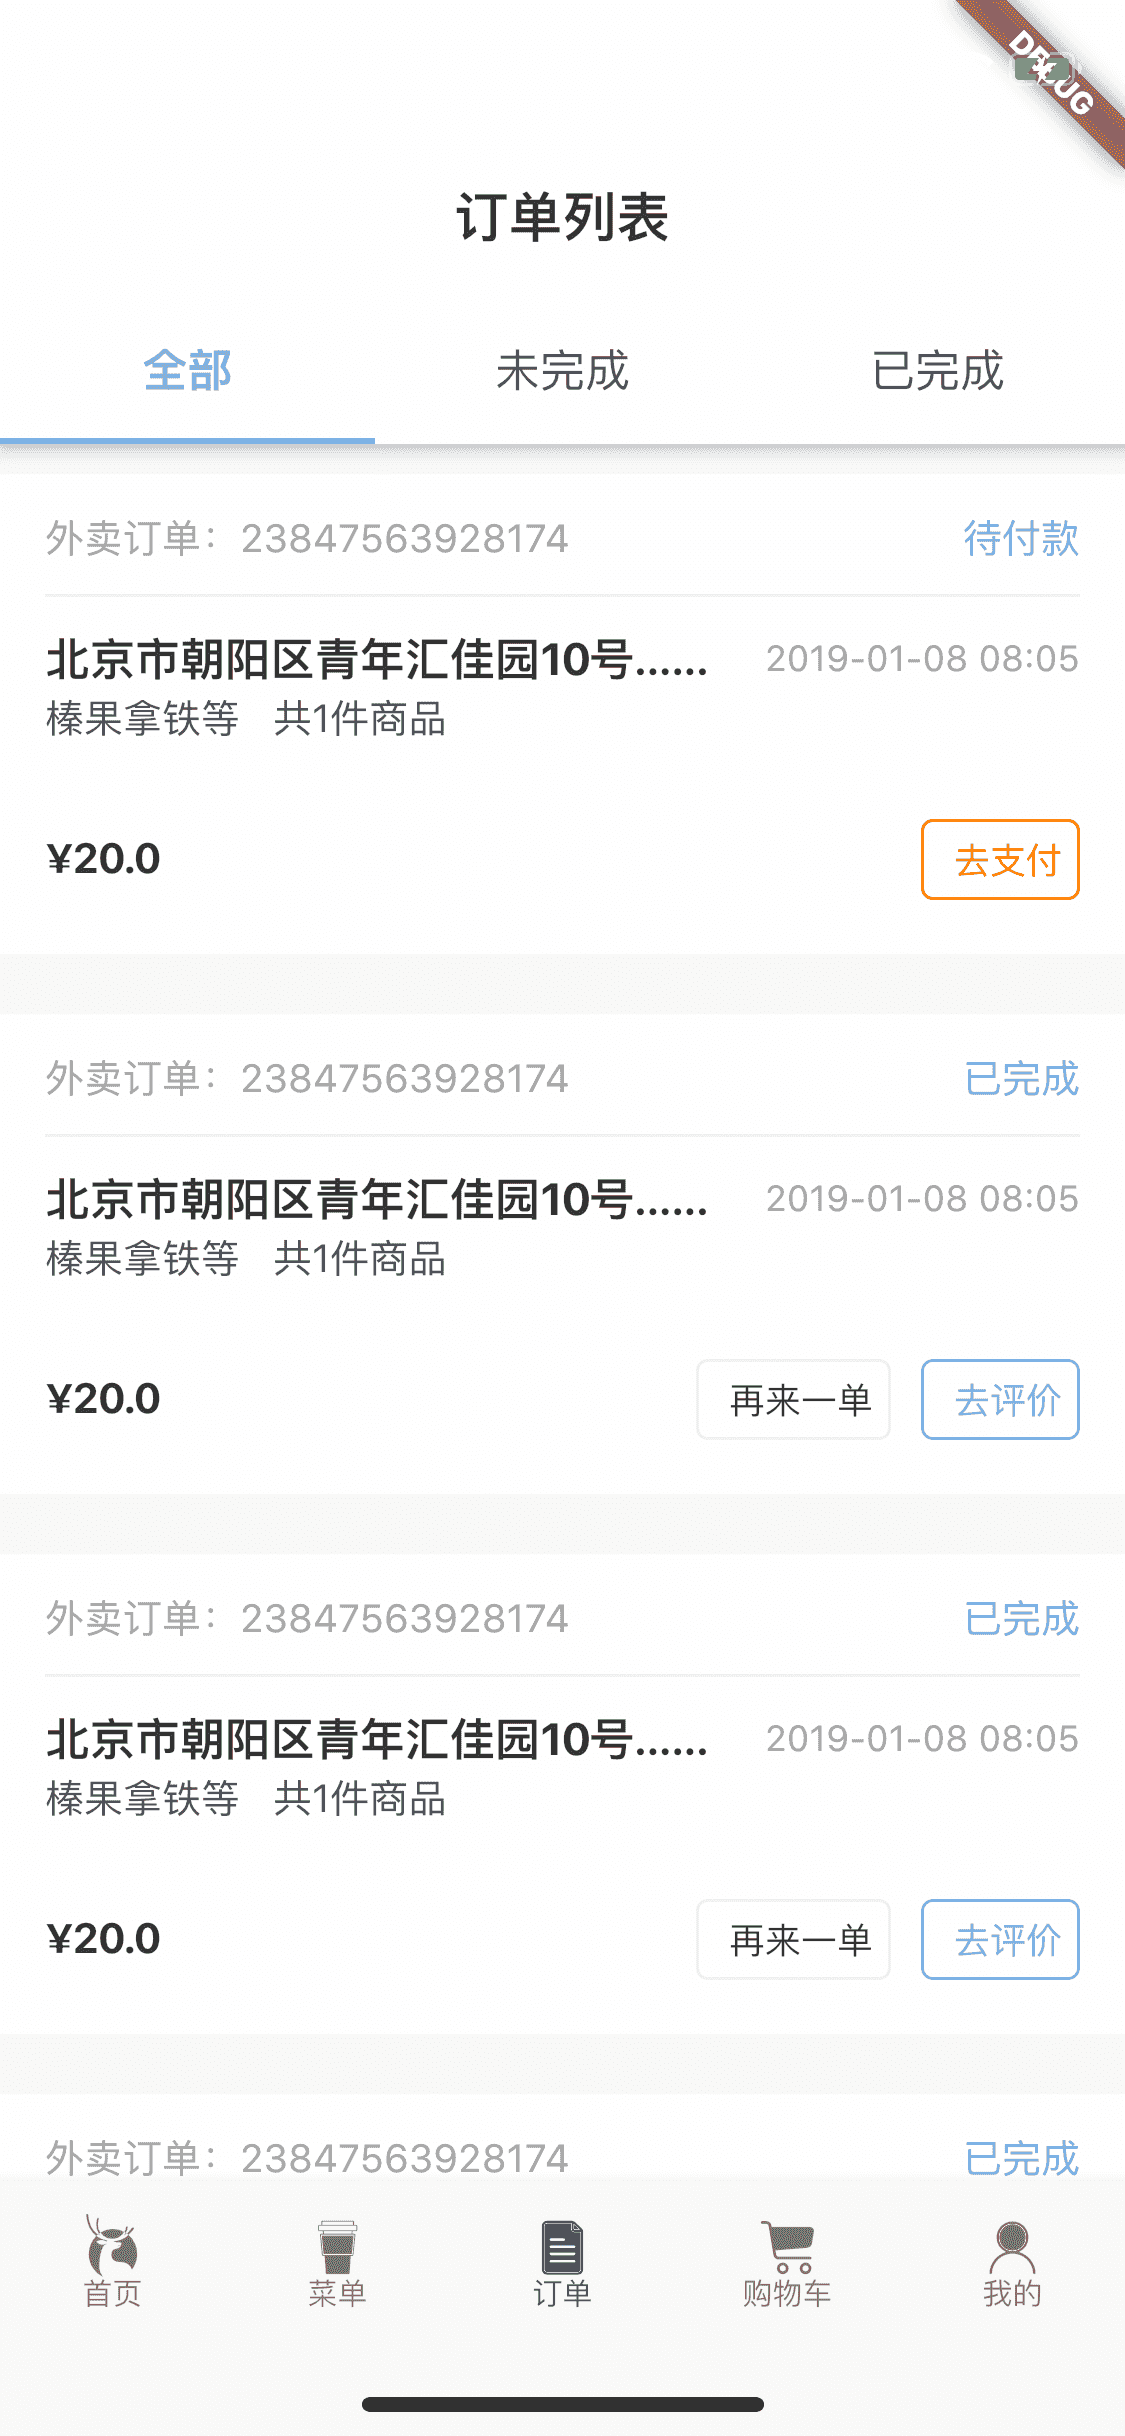 DEBUG
订单列表
全部 未完成 已完成
外卖订单：23847563928174 待付款
北京市朝阳区青年汇佳园10号...... 2019-01-08 08:05
榛果拿铁等 共1件商品
¥20.0 去支付
外卖订单：23847563928174 已完成
北京市朝阳区青年汇佳园10号...... 2019-01-08 08:05
榛果拿铁等 共1件商品
¥20.0 再来一单 去评价
外卖订单：23847563928174 已完成
北京市朝阳区青年汇佳园10号...... 2019-01-08 08:05
榛果拿铁等 共1件商品
¥20.0 再来一单 去评价
外卖订单：23847563928174 已完成
首页 菜单 订单 购物车 我的